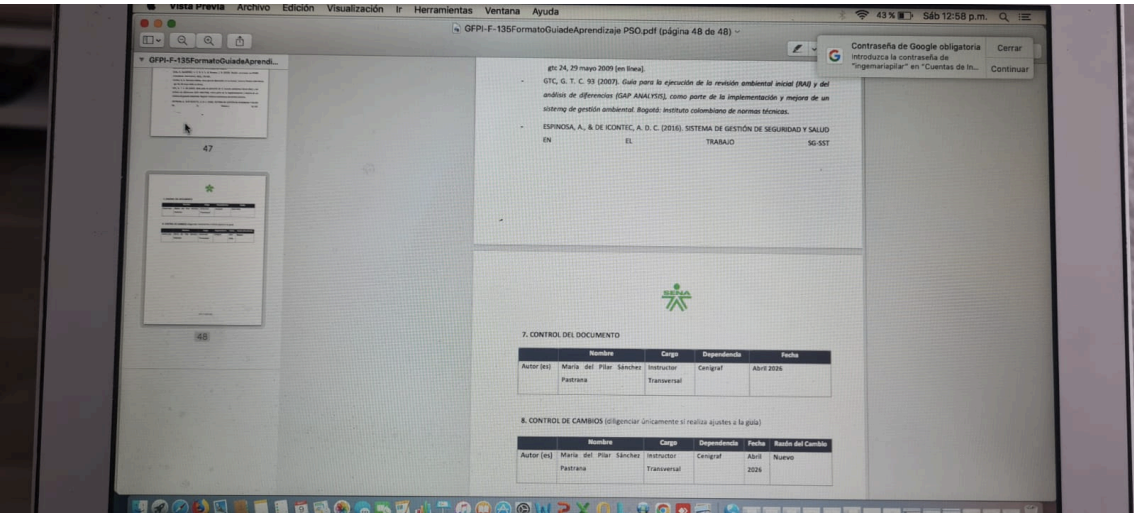 Vista Previa Archivo Edición Visualización Ir Herramientas Ventana Ayuda
43 % Sáb 12:58 p.m.
GFPI-F-135FormatoGuiadeAprendizaje PSO.pdf (página 48 de 48)
GFPI-F-135FormatoGuiadeAprendi...
Contraseña de Google obligatoria
Introduzca la contraseña de
"ingemariapilar" en "Cuentas de In...
Cerrar
Continuar
47
48
gtc 24, 29 mayo 2009 [en línea].
- GTC, G. T. C. 93 (2007). Guía para la ejecución de la revisión ambiental inicial (RAI) y del
análisis de diferencias (GAP ANALYSIS), como parte de la implementación y mejora de un
sistema de gestión ambiental. Bogotá: Instituto colombiano de normas técnicas.
- ESPINOSA, A., & DE ICONTEC, A. D. C. (2016). SISTEMA DE GESTIÓN DE SEGURIDAD Y SALUD
EN EL TRABAJO SG-SST
SENA
7. CONTROL DEL DOCUMENTO
Nombre Cargo Dependencia Fecha
Autor (es) María del Pilar Sánchez Instructor Cenigraf Abril 2026
Pastrana Transversal
8. CONTROL DE CAMBIOS (diligenciar únicamente si realiza ajustes a la guía)
Nombre Cargo Dependencia Fecha Razón del Cambio
Autor (es) María del Pilar Sánchez Instructor Cenigraf Abril Nuevo
Pastrana Transversal 2026